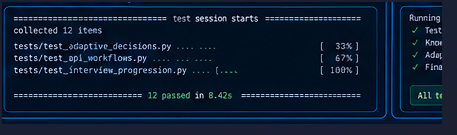 ============================ test session starts ====================
collected 12 items
tests/test_adaptive_decisions.py .... .... [ 33%]
tests/test_api_workflows.py .... ... .... [ 67%]
tests/test_interview_progression.py .... [.... [ 100%]
======================= 12 passed in 8.42s =======================
Running
✓ Test
✓ Know
✓ Adap
✓ Fina
All te